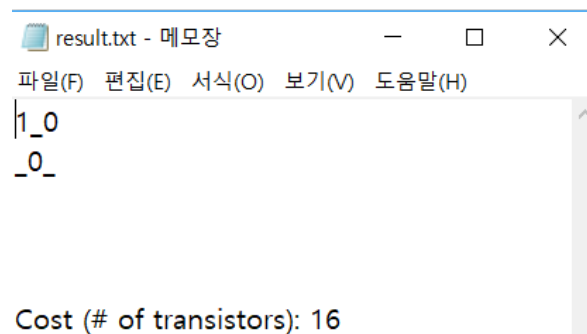 result.txt - 메모장
파일(F) 편집(E) 서식(O) 보기(V) 도움말(H)
1_0
_0_
Cost (# of transistors): 16